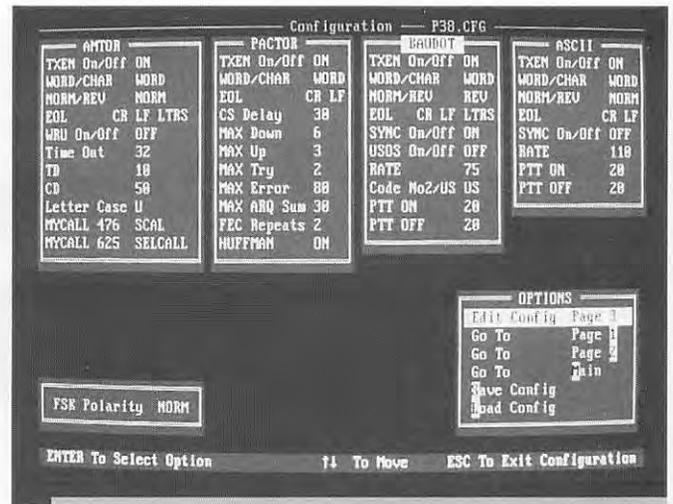 Configuration — P38.CFG
AMTOR
TXEN On/Off ON
WORD/CHAR WORD
NORM/REV NORM
EOL CR LF LTRS
WRU On/Off OFF
Time Out 32
TD 10
CD 50
Letter Case U
MYCALL 476 SCAL
MYCALL 625 SELCALL
PACTOR
TXEN On/Off ON
WORD/CHAR WORD
EOL CR LF
CS Delay 30
MAX Down 6
MAX Up 3
MAX Try 2
MAX Error 80
MAX ARQ Sum 30
FEC Repeats 2
HUFFMAN ON
BAUDOT
TXEN On/Off ON
WORD/CHAR WORD
NORM/REV REV
EOL CR LF LTRS
SYNC On/Off ON
USOS On/Off OFF
RATE 75
Code No2/US US
PTT ON 20
PTT OFF 20
ASCII
TXEN On/Off ON
WORD/CHAR WORD
NORM/REV NORM
EOL CR LF
SYNC On/Off OFF
RATE 110
PTT ON 20
PTT OFF 20
OPTIONS
Edit Config Page 3
Go To Page 1
Go To Page 2
Go To main
Save Config
Load Config
FSK Polarity NORM
ENTER To Select Option ↑↓ To Move ESC To Exit Configuration